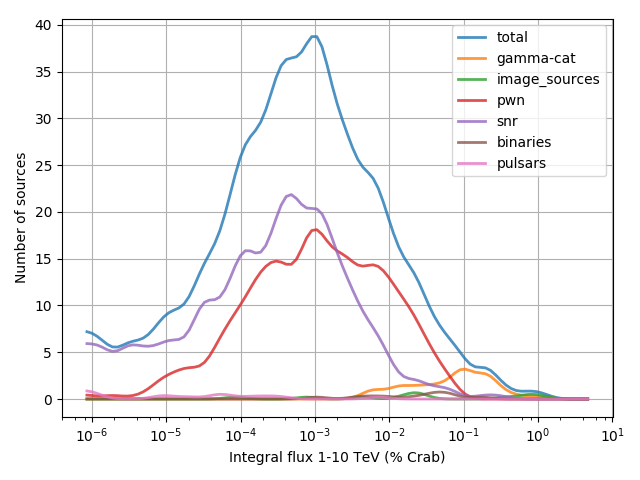 40
35
30
25
20
15
10
5
0
Number of sources
total
gamma-cat
image_sources
pwn
snr
binaries
pulsars
10⁻⁶ 10⁻⁵ 10⁻⁴ 10⁻³ 10⁻² 10⁻¹ 10⁰ 10¹
Integral flux 1-10 TeV (% Crab)